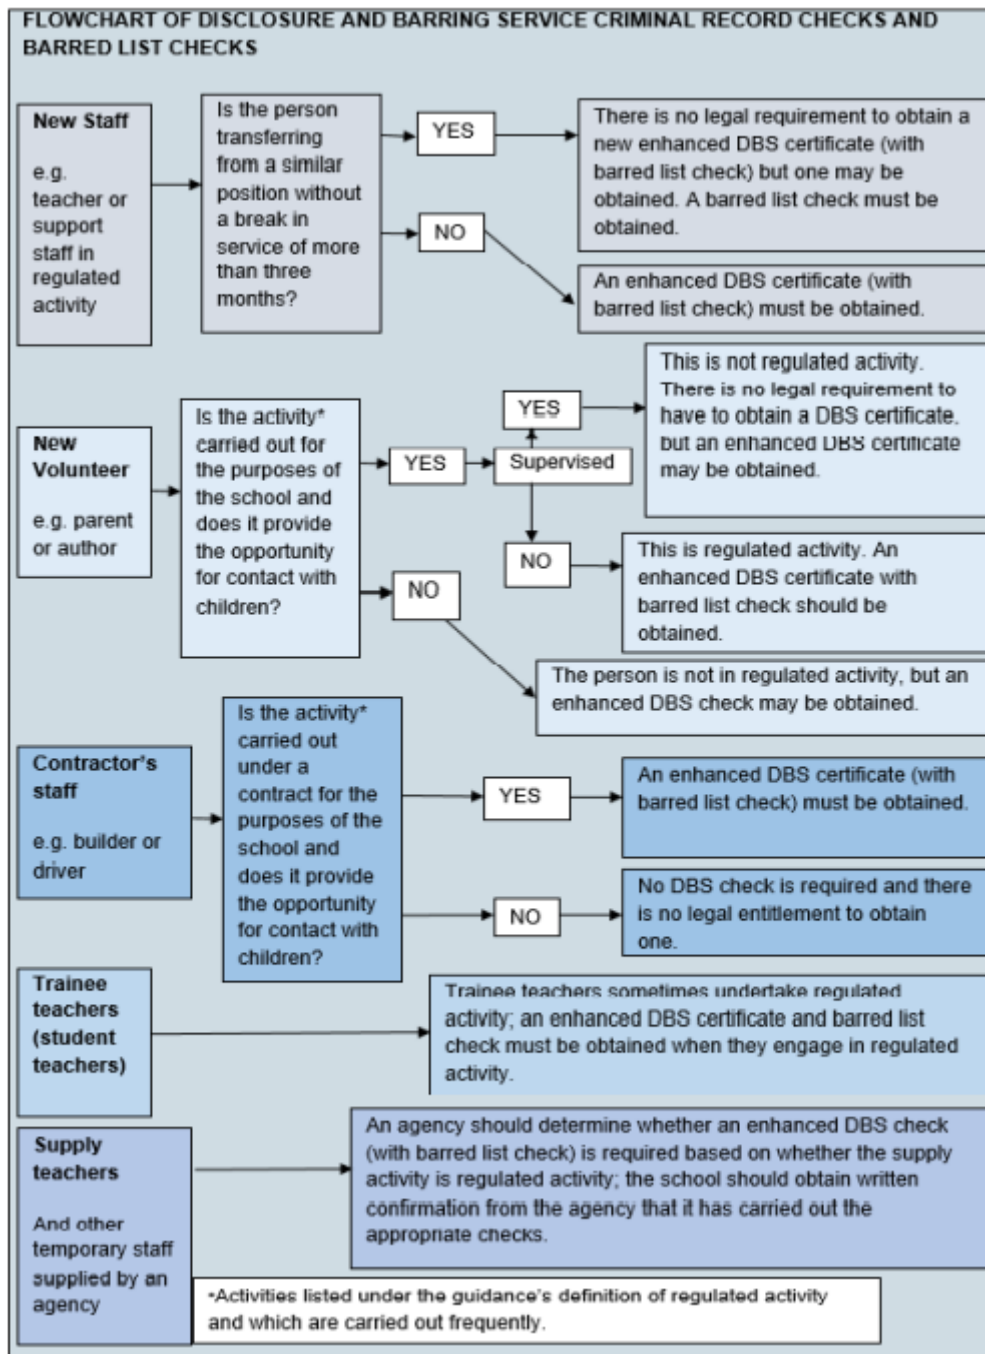 FLOWCHART OF DISCLOSURE AND BARRING SERVICE CRIMINAL RECORD CHECKS AND
BARRED LIST CHECKS
New Staff
e.g.
teacher or
support
staff in
regulated
activity
Is the person
transferring
from a similar
position without
a break in
service of more
than three
months?
YES
There is no legal requirement to obtain a
new enhanced DBS certificate (with
barred list check) but one may be
obtained. A barred list check must be
obtained.
NO
An enhanced DBS certificate (with
barred list check) must be obtained.
New
Volunteer
e.g. parent
or author
Is the activity*
carried out for
the purposes of
the school and
does it provide
the opportunity
for contact with
children?
YES
Supervised
YES
This is not regulated activity.
There is no legal requirement to
have to obtain a DBS certificate,
but an enhanced DBS certificate
may be obtained.
NO
This is regulated activity. An
enhanced DBS certificate with
barred list check should be
obtained.
NO
The person is not in regulated activity, but an
enhanced DBS check may be obtained.
Contractor's
staff
e.g. builder or
driver
Is the activity*
carried out
under a
contract for the
purposes of the
school and
does it provide
the opportunity
for contact with
children?
YES
An enhanced DBS certificate (with
barred list check) must be obtained.
NO
No DBS check is required and there
is no legal entitlement to obtain
one.
Trainee
teachers
(student
teachers)
Trainee teachers sometimes undertake regulated
activity; an enhanced DBS certificate and barred list
check must be obtained when they engage in regulated
activity.
Supply
teachers
And other
temporary staff
supplied by an
agency
An agency should determine whether an enhanced DBS check
(with barred list check) is required based on whether the supply
activity is regulated activity; the school should obtain written
confirmation from the agency that it has carried out the
appropriate checks.
*Activities listed under the guidance's definition of regulated activity
and which are carried out frequently.